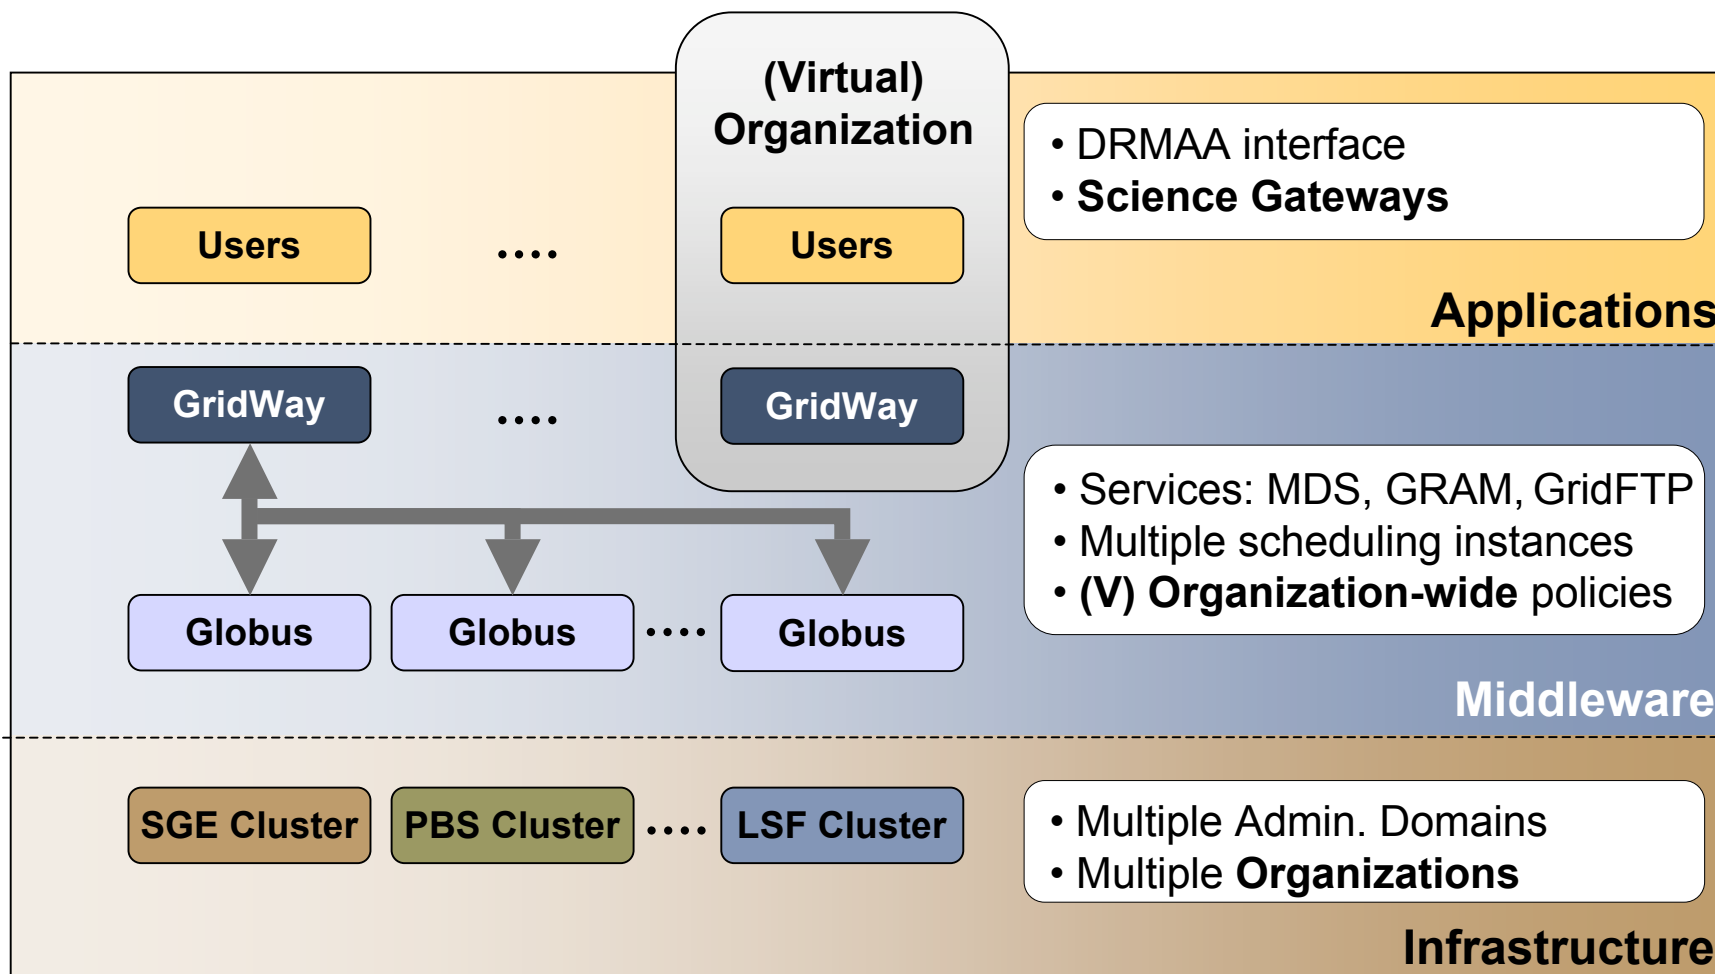 (Virtual)
Organization
• DRMAA interface
• Science Gateways
Users
....
Users
Applications
GridWay
....
GridWay
• Services: MDS, GRAM, GridFTP
• Multiple scheduling instances
• (V) Organization-wide policies
Globus
Globus
....
Globus
Middleware
SGE Cluster
PBS Cluster
....
LSF Cluster
• Multiple Admin. Domains
• Multiple Organizations
Infrastructure